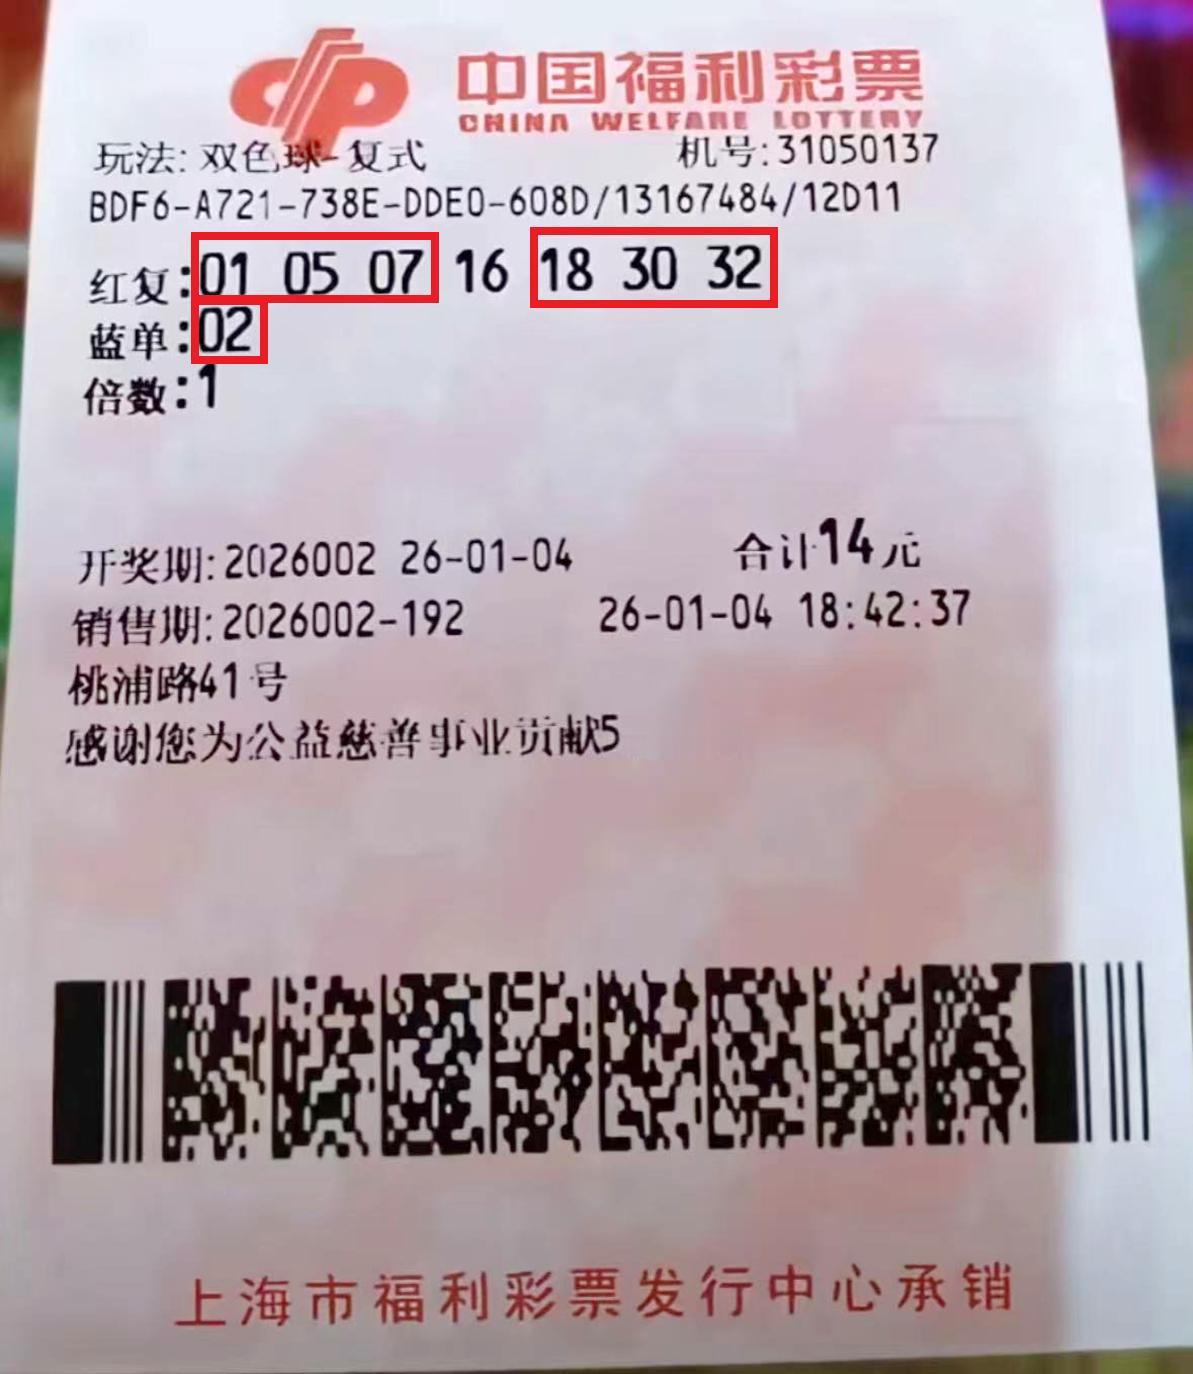 中国福利彩票
CHINA WELFARE LOTTERY
玩法: 双色球-复式 机号:31050137
BDF6-A721-738E-DDE0-608D/13167484/12D11
红复:01 05 07 16 18 30 32
蓝单:02
倍数:1
开奖期:2026002 26-01-04 合计14元
销售期:2026002-192 26-01-04 18:42:37
桃浦路41号
感谢您为公益慈善事业贡献5
上海市福利彩票发行中心承销